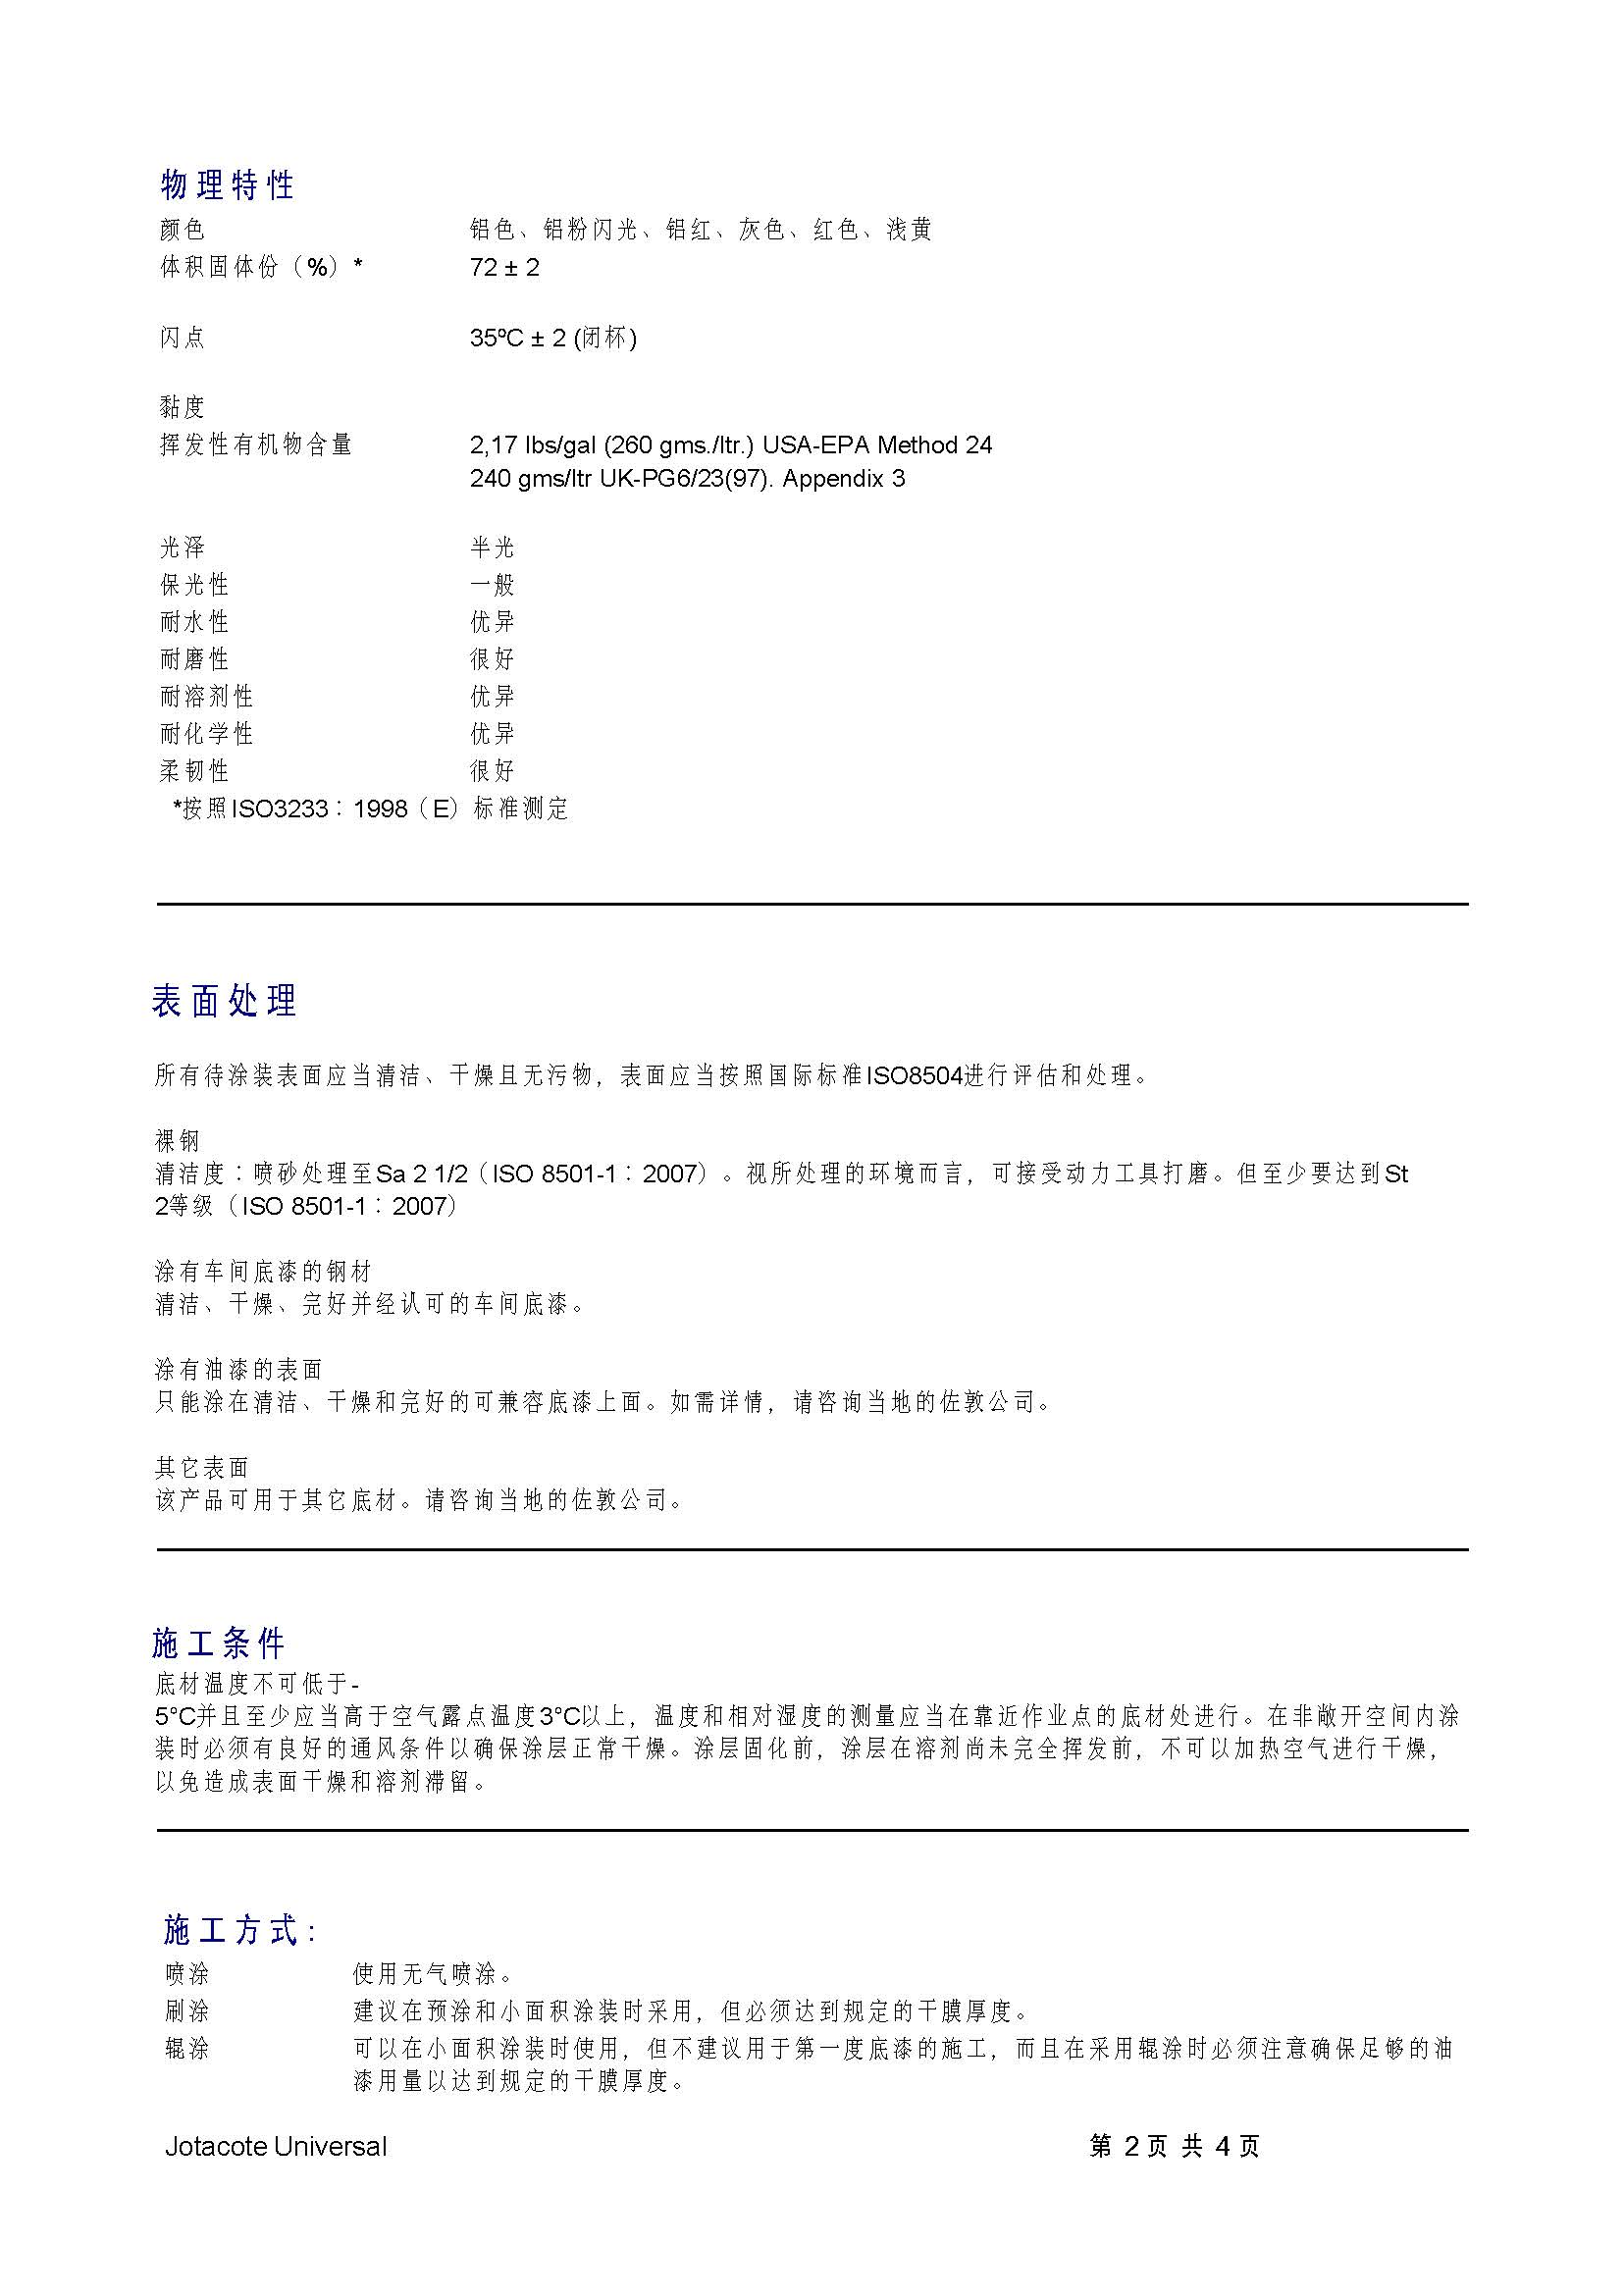 物理特性
颜色 铝色、铝粉闪光、铝红、灰色、红色、浅黄
体积固体份（%）* 72 ± 2
闪点 35ºC ± 2 (闭杯)
黏度
挥发性有机物含量 2,17 lbs/gal (260 gms./ltr.) USA-EPA Method 24
240 gms/ltr UK-PG6/23(97). Appendix 3
光泽 半光
保光性 一般
耐水性 优异
耐磨性 很好
耐溶剂性 优异
耐化学性 优异
柔韧性 很好
*按照ISO3233：1998（E）标准测定
表面处理
所有待涂装表面应当清洁、干燥且无污物，表面应当按照国际标准ISO8504进行评估和处理。
裸钢
清洁度：喷砂处理至Sa 2 1/2（ISO 8501-1：2007）。视所处理的环境而言，可接受动力工具打磨。但至少要达到St
2等级（ISO 8501-1：2007）
涂有车间底漆的钢材
清洁、干燥、完好并经认可的车间底漆。
涂有油漆的表面
只能涂在清洁、干燥和完好的可兼容底漆上面。如需详情，请咨询当地的佐敦公司。
其它表面
该产品可用于其它底材。请咨询当地的佐敦公司。
施工条件
底材温度不可低于-
5°C并且至少应当高于空气露点温度3°C以上，温度和相对湿度的测量应当在靠近作业点的底材处进行。在非敞开空间内涂
装时必须有良好的通风条件以确保涂层正常干燥。涂层固化前，涂层在溶剂尚未完全挥发前，不可以加热空气进行干燥，
以免造成表面干燥和溶剂滞留。
施工方式：
喷涂 使用无气喷涂。
刷涂 建议在预涂和小面积涂装时采用，但必须达到规定的干膜厚度。
辊涂 可以在小面积涂装时使用，但不建议用于第一度底漆的施工，而且在采用辊涂时必须注意确保足够的油
漆用量以达到规定的干膜厚度。
Jotacote Universal 第 2 页 共 4 页